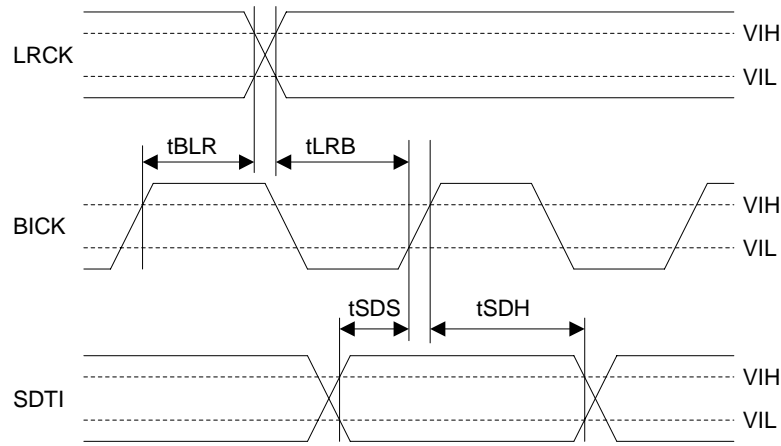 VIH
LRCK
VIL
tBLR tLRB
VIH
BICK
VIL
tSDS tSDH
VIH
SDTI
VIL